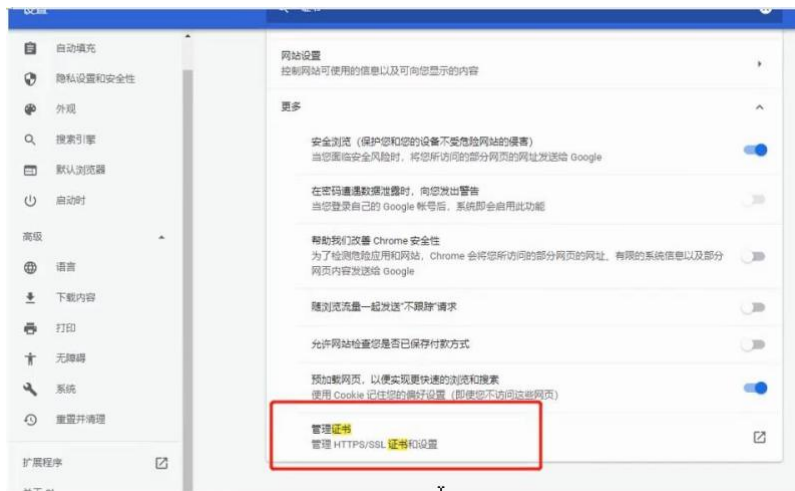 设置
证书
自动填充
隐私设置和安全性
外观
搜索引擎
默认浏览器
启动时
高级
语言
下载内容
打印
无障碍
系统
重置并清理
扩展程序
网站设置
控制网站可使用的信息以及可向您显示的内容
更多
安全浏览（保护您和您的设备不受危险网站的侵害）
当您面临安全风险时，将您所访问的部分网页的网址发送给 Google
在密码遭遇数据泄露时，向您发出警告
当您登录自己的 Google 帐号后，系统即会启用此功能
帮助我们改善 Chrome 安全性
为了检测危险应用和网站，Chrome 会将您所访问的部分网页的网址、有限的系统信息以及部分
网页内容发送给 Google
随浏览流量一起发送“不跟踪”请求
允许网站检查您是否已保存付款方式
预加载网页，以便实现更快速的浏览和搜索
使用 Cookie 记住您的偏好设置（即使您不访问这些网页）
管理证书
管理 HTTPS/SSL 证书和设置